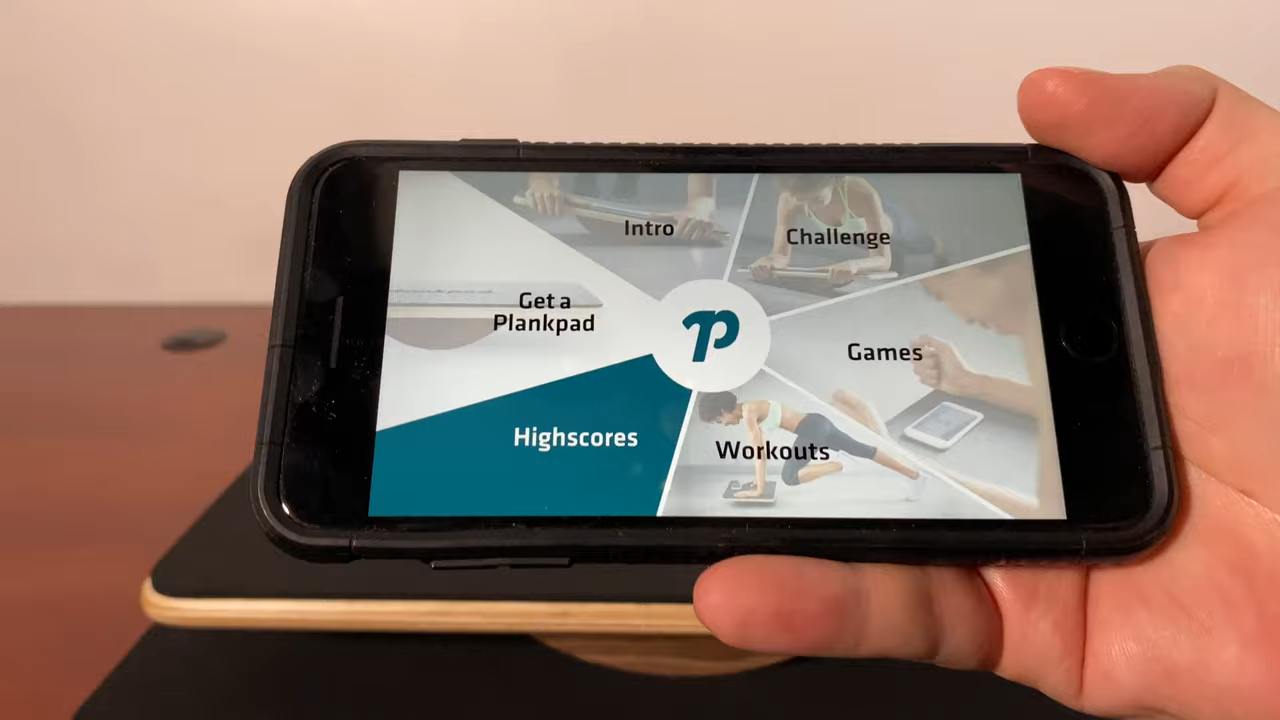 Intro
Challenge
Get a
Plankpad
P
Games
Highscores
Workouts